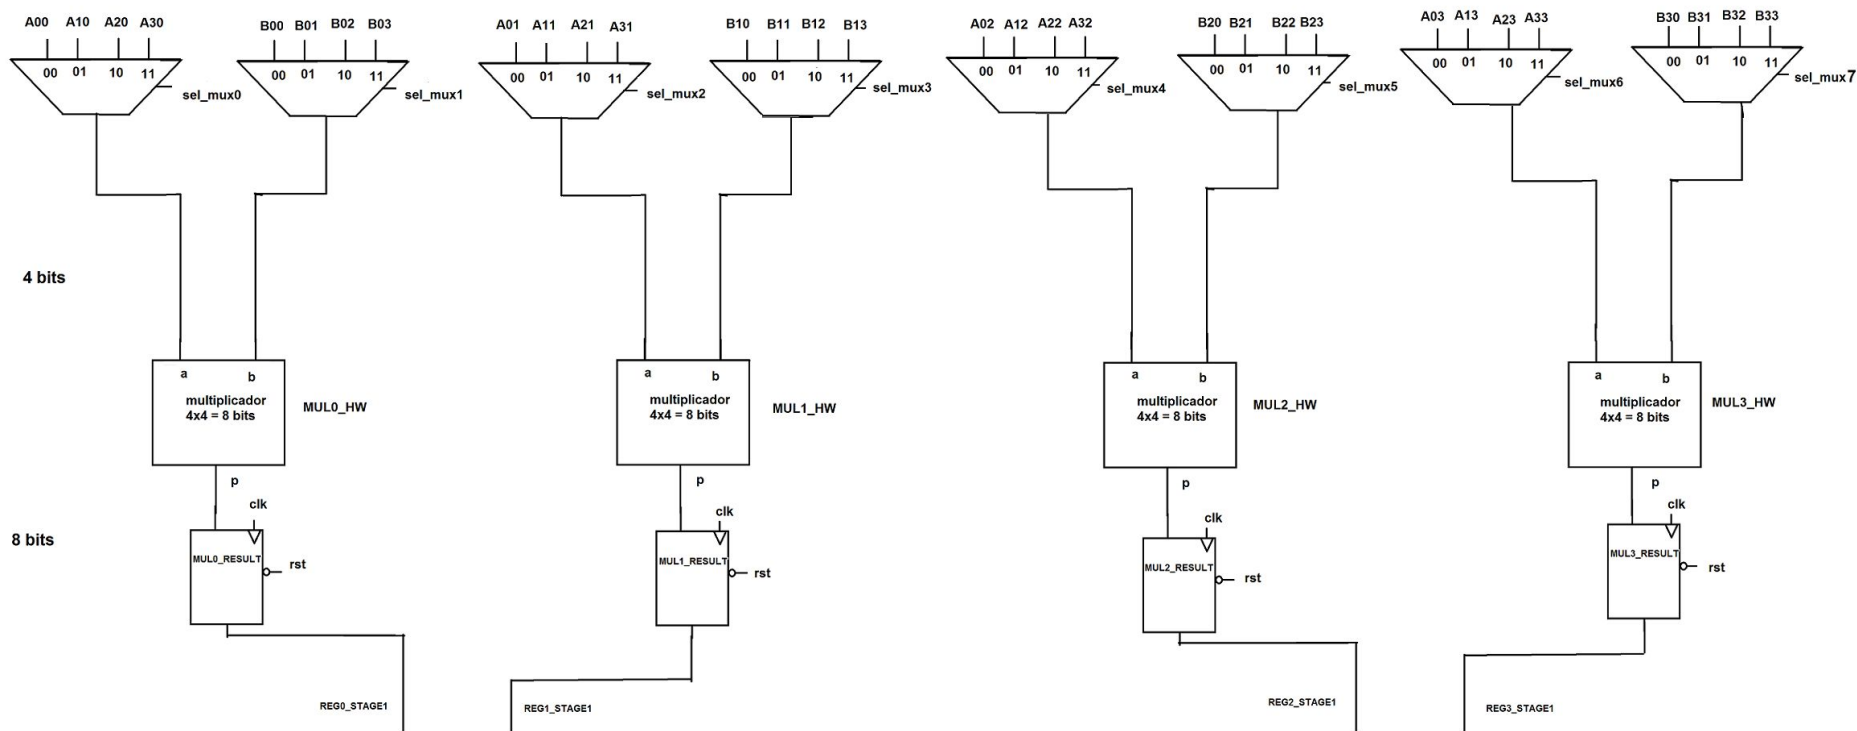 A00 A10 A20 A30 B00 B01 B02 B03 A01 A11 A21 A31 B10 B11 B12 B13 A02 A12 A22 A32 B20 B21 B22 B23 A03 A13 A23 A33 B30 B31 B32 B33
00 01 10 11 00 01 10 11 00 01 10 11 00 01 10 11 00 01 10 11 00 01 10 11 00 01 10 11 00 01 10 11
sel_mux0 sel_mux1 sel_mux2 sel_mux3 sel_mux4 sel_mux5 sel_mux6 sel_mux7
4 bits
a b a b a b a b
multiplicador multiplicador multiplicador multiplicador
4x4 = 8 bits 4x4 = 8 bits 4x4 = 8 bits 4x4 = 8 bits
MUL0_HW MUL1_HW MUL2_HW MUL3_HW
p p p p
clk clk clk clk
8 bits
MUL0_RESULT MUL1_RESULT MUL2_RESULT MUL3_RESULT
rst rst rst rst
REG0_STAGE1 REG1_STAGE1 REG2_STAGE1 REG3_STAGE1